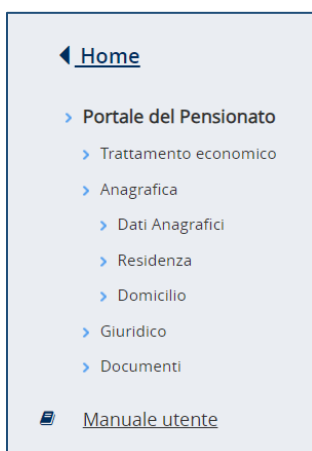 Home
Portale del Pensionato
Trattamento economico
Anagrafica
Dati Anagrafici
Residenza
Domicilio
Giuridico
Documenti
Manuale utente